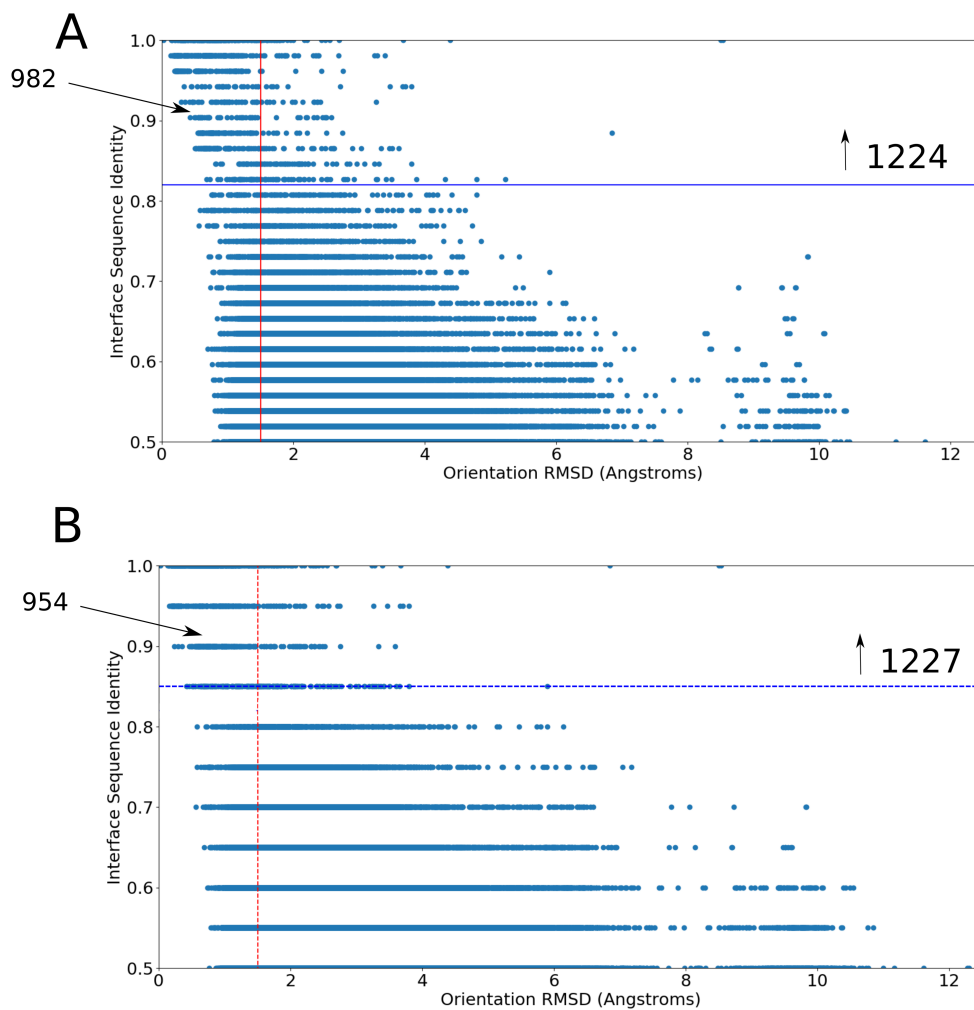 A
982
1224
1.0
0.9
0.8
0.7
0.6
0.5
Interface Sequence Identity
0 2 4 6 8 10 12
Orientation RMSD (Angstroms)
B
954
1227
1.0
0.9
0.8
0.7
0.6
0.5
Interface Sequence Identity
0 2 4 6 8 10 12
Orientation RMSD (Angstroms)